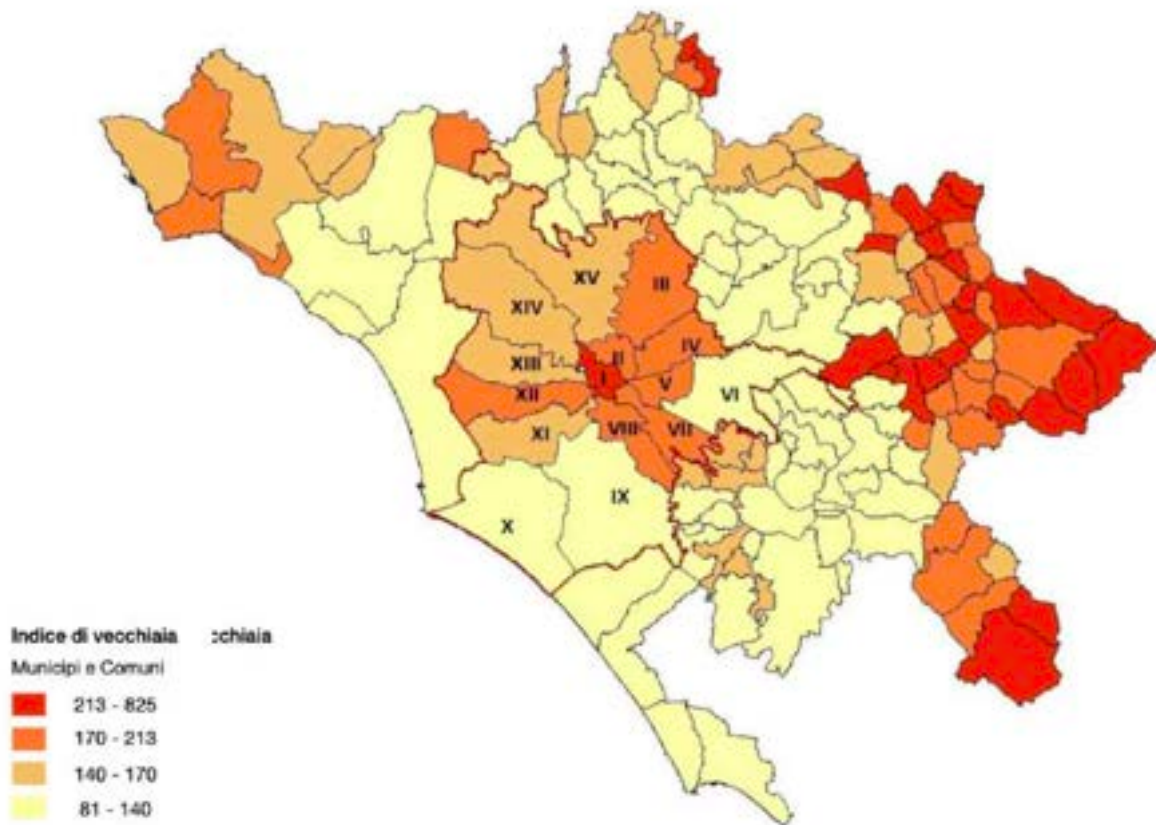 XV
III
XIV
IV
II
XIII
I
V
XII
VI
XI
VIII
VII
IX
X
Indice di vecchiaia :cchiaia
Municipi e Comuni
213 - 825
170 - 213
140 - 170
81 - 140